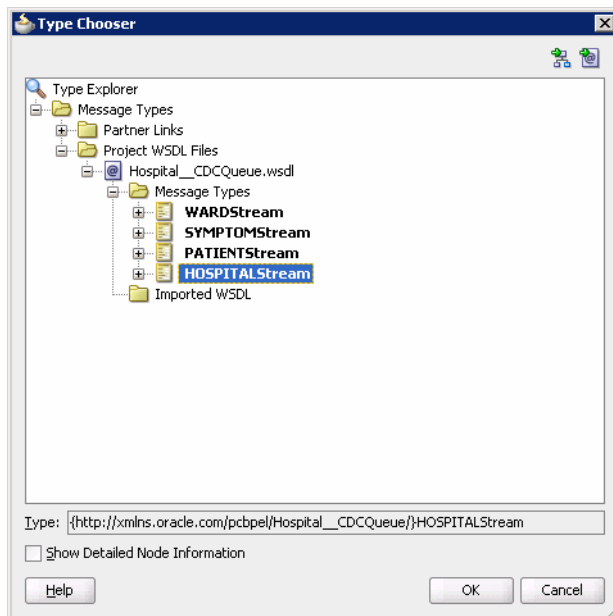 Type Chooser
Type Explorer
Message Types
Partner Links
Project WSDL Files
Hospital__CDCQueue.wsdl
Message Types
WARDStream
SYMPTOMStream
PATIENTStream
HOSPITALStream
Imported WSDL
Type: {http://xmlns.oracle.com/pcbpel/Hospital__CDCQueue/}HOSPITALStream
Show Detailed Node Information
Help OK Cancel